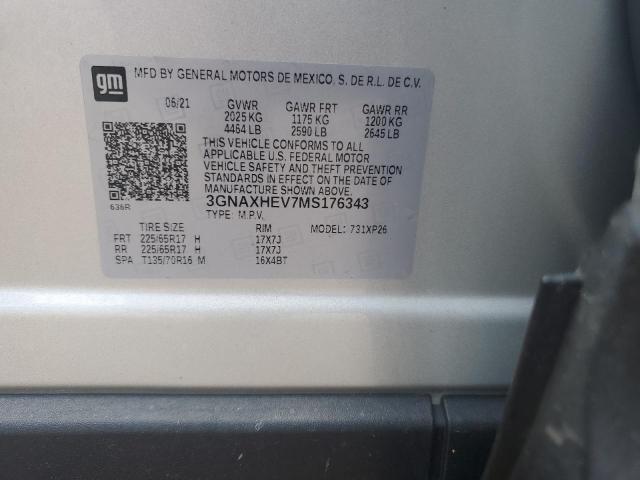 gm
MFD BY GENERAL MOTORS DE MEXICO, S. DE R.L. DE C.V.
06/21 GVWR GAWR FRT GAWR RR
2025 KG 1175 KG 1200 KG
4464 LB 2590 LB 2645 LB
THIS VEHICLE CONFORMS TO ALL
APPLICABLE U.S. FEDERAL MOTOR
VEHICLE SAFETY AND THEFT PREVENTION
STANDARDS IN EFFECT ON THE DATE OF
MANUFACTURE SHOWN ABOVE.
636R 3GNAXHEV7MS176343
TYPE: M.P.V.
TIRE SIZE RIM MODEL: 731XP26
FRT 225/65R17 H 17X7J
RR 225/65R17 H 17X7J
SPA T135/70R16 M 16X4BT